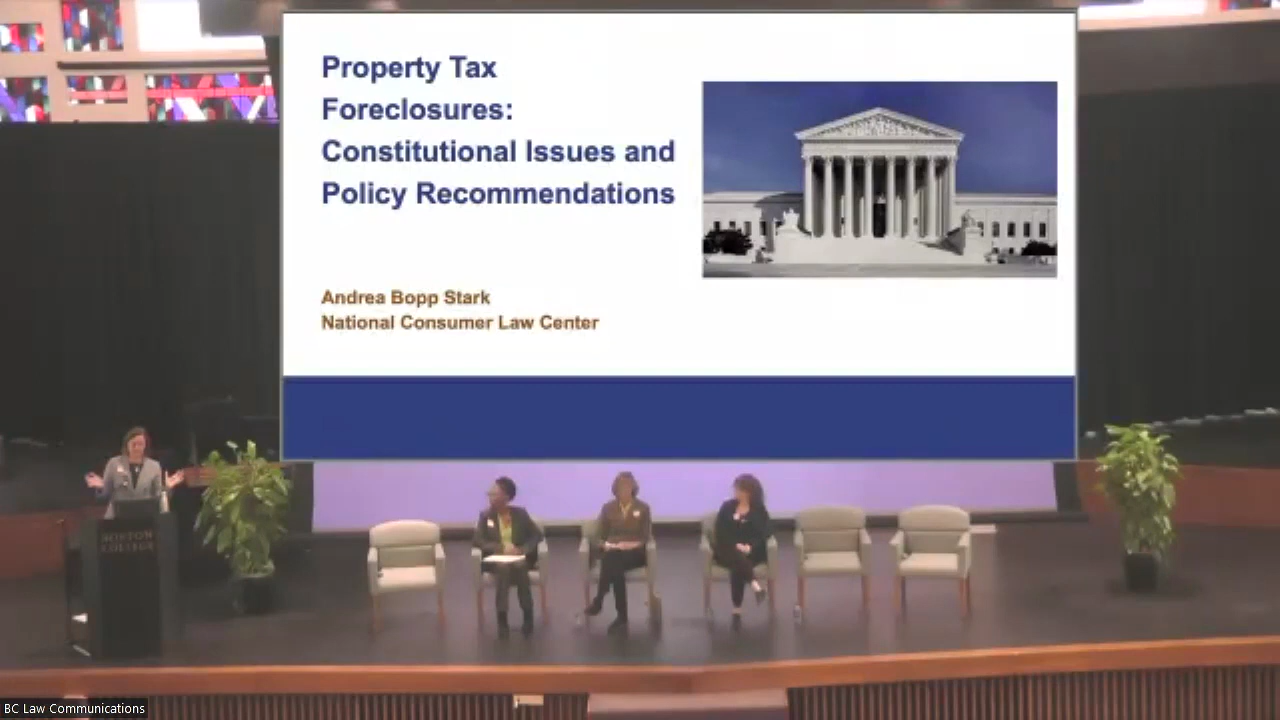 Property Tax
Foreclosures:
Constitutional Issues and
Policy Recommendations
Andrea Bopp Stark
National Consumer Law Center
BOSTON
COLLEGE
BC Law Communications